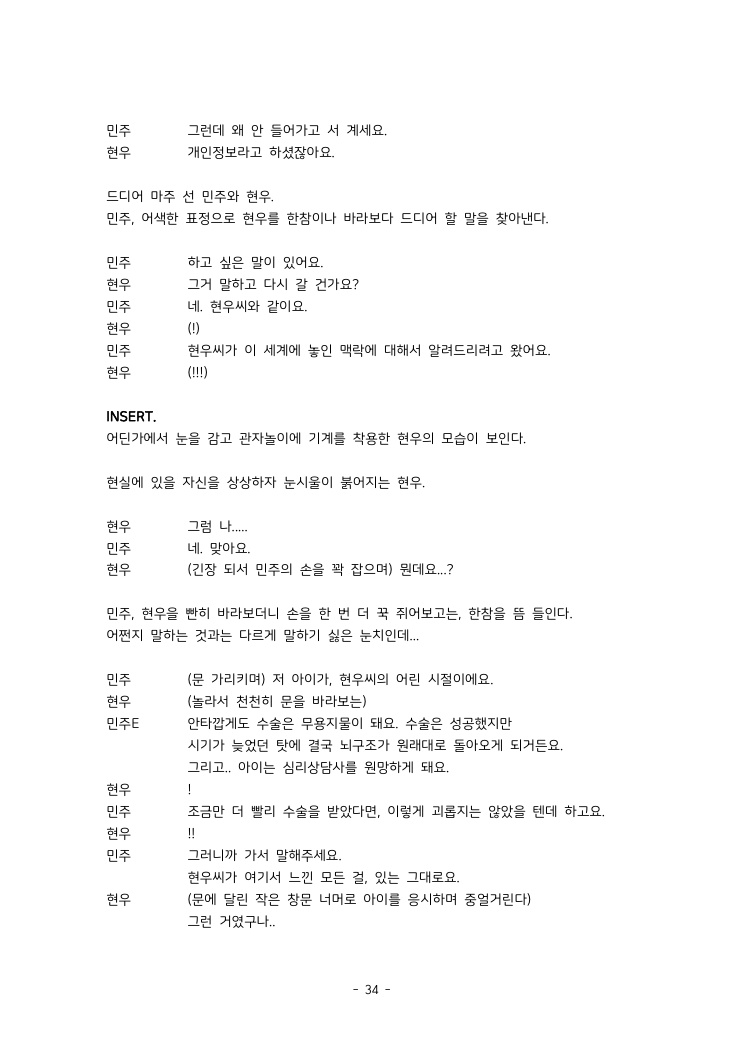 민주 그런데 왜 안 들어가고 서 계세요.
현우 개인정보라고 하셨잖아요.
드디어 마주 선 민주와 현우.
민주, 어색한 표정으로 현우를 한참이나 바라보다 드디어 할 말을 찾아낸다.
민주 하고 싶은 말이 있어요.
현우 그거 말하고 다시 갈 건가요?
민주 네. 현우씨와 같이요.
현우 (!)
민주 현우씨가 이 세계에 놓인 맥락에 대해서 알려드리려고 왔어요.
현우 (!!!)
INSERT.
어딘가에서 눈을 감고 관자놀이에 기계를 착용한 현우의 모습이 보인다.
현실에 있을 자신을 상상하자 눈시울이 붉어지는 현우.
현우 그럼 나.....
민주 네. 맞아요.
현우 (긴장 되서 민주의 손을 꽉 잡으며) 뭔데요...?
민주, 현우을 빤히 바라보더니 손을 한 번 더 꾹 쥐어보고는, 한참을 뜸 들인다.
어쩐지 말하는 것과는 다르게 말하기 싫은 눈치인데...
민주 (문 가리키며) 저 아이가, 현우씨의 어린 시절이에요.
현우 (놀라서 천천히 문을 바라보는)
민주E 안타깝게도 수술은 무용지물이 돼요. 수술은 성공했지만
시기가 늦었던 탓에 결국 뇌구조가 원래대로 돌아오게 되거든요.
그리고.. 아이는 심리상담사를 원망하게 돼요.
현우 !
민주 조금만 더 빨리 수술을 받았다면, 이렇게 괴롭지는 않았을 텐데 하고요.
현우 !!
민주 그러니까 가서 말해주세요.
현우씨가 여기서 느낀 모든 걸, 있는 그대로요.
현우 (문에 달린 작은 창문 너머로 아이를 응시하며 중얼거린다)
그런 거였구나..
- 34 -